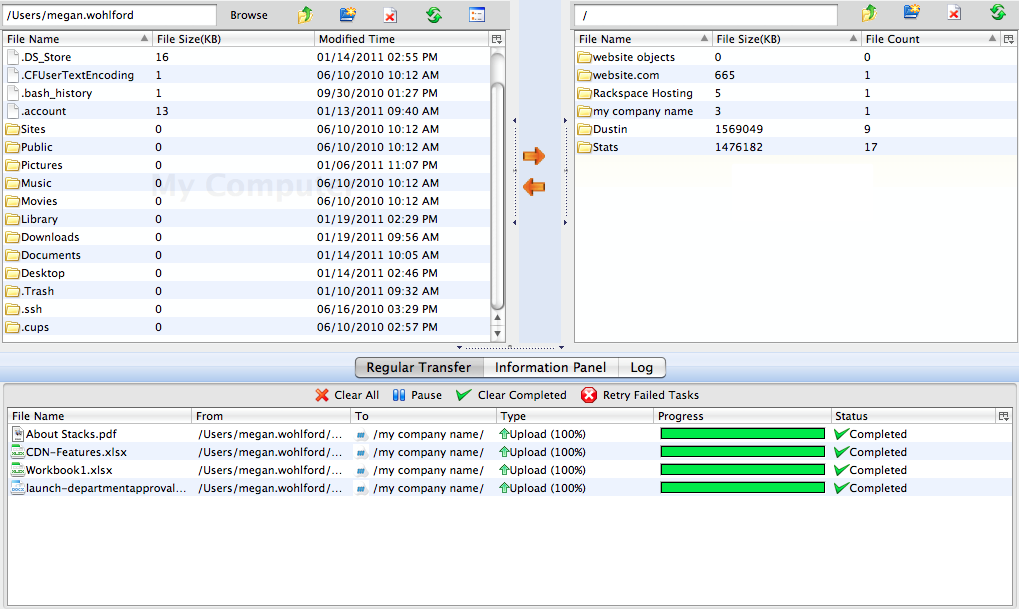 /Users/megan.wohlford Browse /
File Name File Size(KB) Modified Time File Name File Size(KB) File Count
.DS_Store 16 01/14/2011 02:55 PM website objects 0 0
.CFUserTextEncoding 1 06/10/2010 10:12 AM website.com 665 1
.bash_history 1 09/30/2010 01:27 PM Rackspace Hosting 5 1
.account 13 01/13/2011 09:40 AM my company name 3 1
Sites 0 06/10/2010 10:12 AM Dustin 1569049 9
Public 0 06/10/2010 10:12 AM Stats 1476182 17
Pictures 0 01/06/2011 11:07 PM
Music 0 06/10/2010 10:12 AM
My Computer
Movies 0 06/10/2010 10:12 AM
Library 0 01/19/2011 02:29 PM
Downloads 0 01/19/2011 09:56 AM
Documents 0 01/14/2011 10:05 AM
Desktop 0 01/14/2011 02:46 PM
.Trash 0 01/10/2011 09:32 AM
.ssh 0 06/16/2010 03:29 PM
.cups 0 06/10/2010 02:57 PM
Regular Transfer Information Panel Log
Clear All Pause Clear Completed Retry Failed Tasks
File Name From To Type Progress Status
About Stacks.pdf /Users/megan.wohlford/... /my company name/ Upload (100%) Completed
CDN-Features.xlsx /Users/megan.wohlford/... /my company name/ Upload (100%) Completed
Workbook1.xlsx /Users/megan.wohlford/... /my company name/ Upload (100%) Completed
launch-departmentapproval... /Users/megan.wohlford/... /my company name/ Upload (100%) Completed